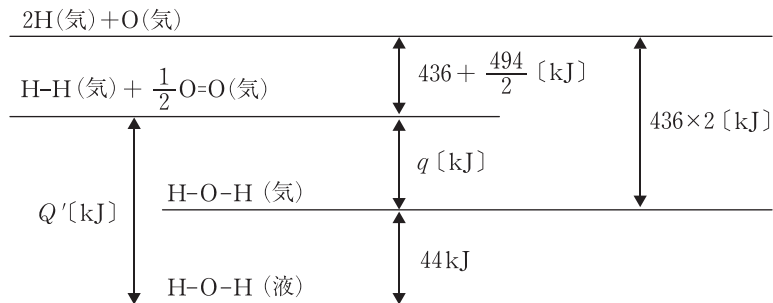 2H(気)+O(気)
H-H(気)+ 1/2 O=O(気)
436+ 494/2 〔kJ〕
436×2〔kJ〕
q〔kJ〕
Q′〔kJ〕
H-O-H (気)
44kJ
H-O-H (液)